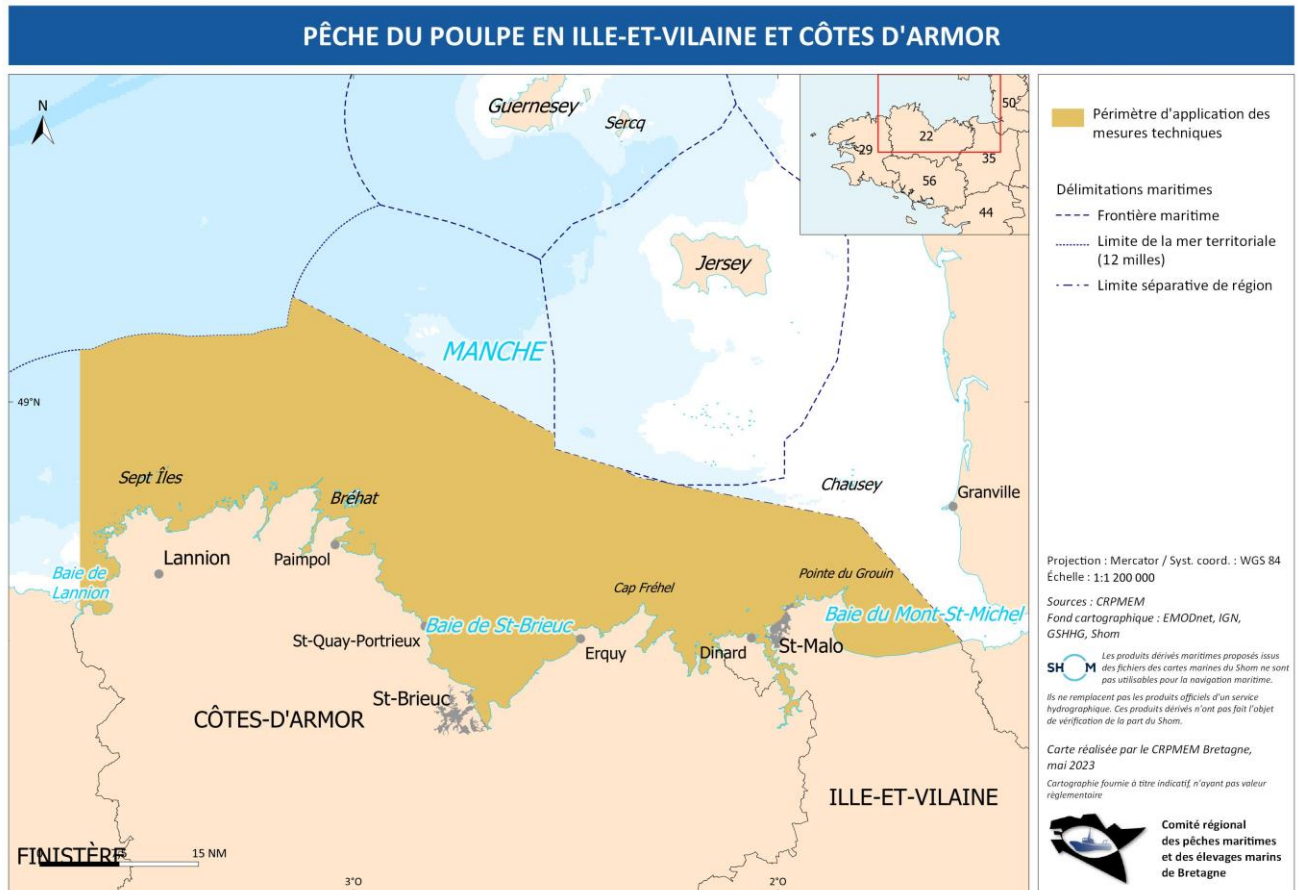 PÊCHE DU POULPE EN ILLE-ET-VILAINE ET CÔTES D'ARMOR
N
Guernesey
Sercq
Jersey
MANCHE
49°N
Sept Îles
Bréhat
Chausey
Granville
Lannion
Paimpol
Baie de
Lannion
Cap Fréhel
Pointe du Grouin
Baie de St-Brieuc
Baie du Mont-St-Michel
St-Quay-Portrieux
Erquy
Dinard
St-Malo
St-Brieuc
CÔTES-D'ARMOR
ILLE-ET-VILAINE
FINISTÈRE
15 NM
3°O
2°O
50
29
22
35
56
44
Périmètre d'application des
mesures techniques
Délimitations maritimes
Frontière maritime
Limite de la mer territoriale
(12 milles)
Limite séparative de région
Projection : Mercator / Syst. coord. : WGS 84
Échelle : 1:1 200 000
Sources : CRPMEM
Fond cartographique : EMODnet, IGN,
GSHHG, Shom
SHOM
Les produits dérivés maritimes proposés issus
des fichiers des cartes marines du Shom ne sont
pas utilisables pour la navigation maritime.
Ils ne remplacent pas les produits officiels d'un service
hydrographique. Ces produits dérivés n'ont pas fait l'objet
de vérification de la part du Shom.
Carte réalisée par le CRPMEM Bretagne,
mai 2023
Cartographie fournie à titre indicatif, n'ayant pas valeur
règlementaire
Comité régional
des pêches maritimes
et des élevages marins
de Bretagne